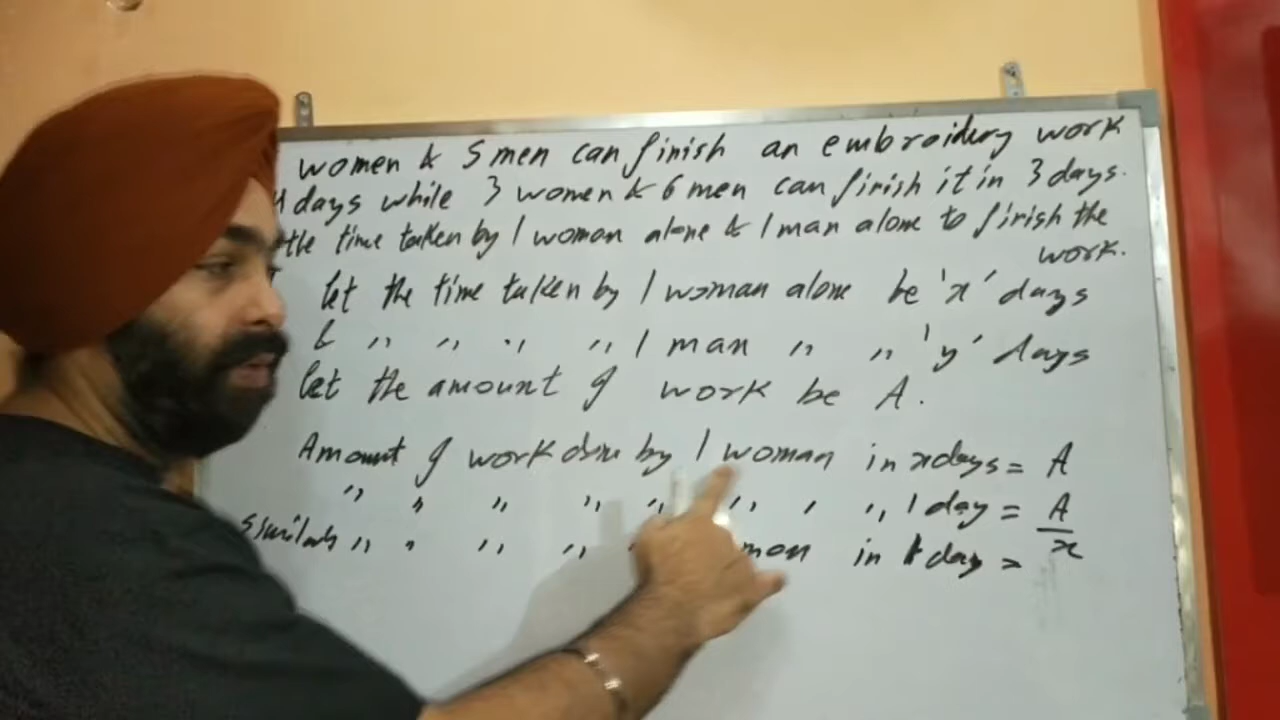 women & 5 men can finish an embroidery work
4 days while 3 women & 6 men can firish it in 3 days.
the time taken by 1 woman alone & 1 man alone to firish the
work.
let the time taken by 1 woman alone be 'x' days
& " " " " 1 man " " 'y' days
let the amount of work be A.
Amount of work done by 1 woman in x days = A
" " " " " " " " 1 day = A/x
" " " " " man in 1 day =